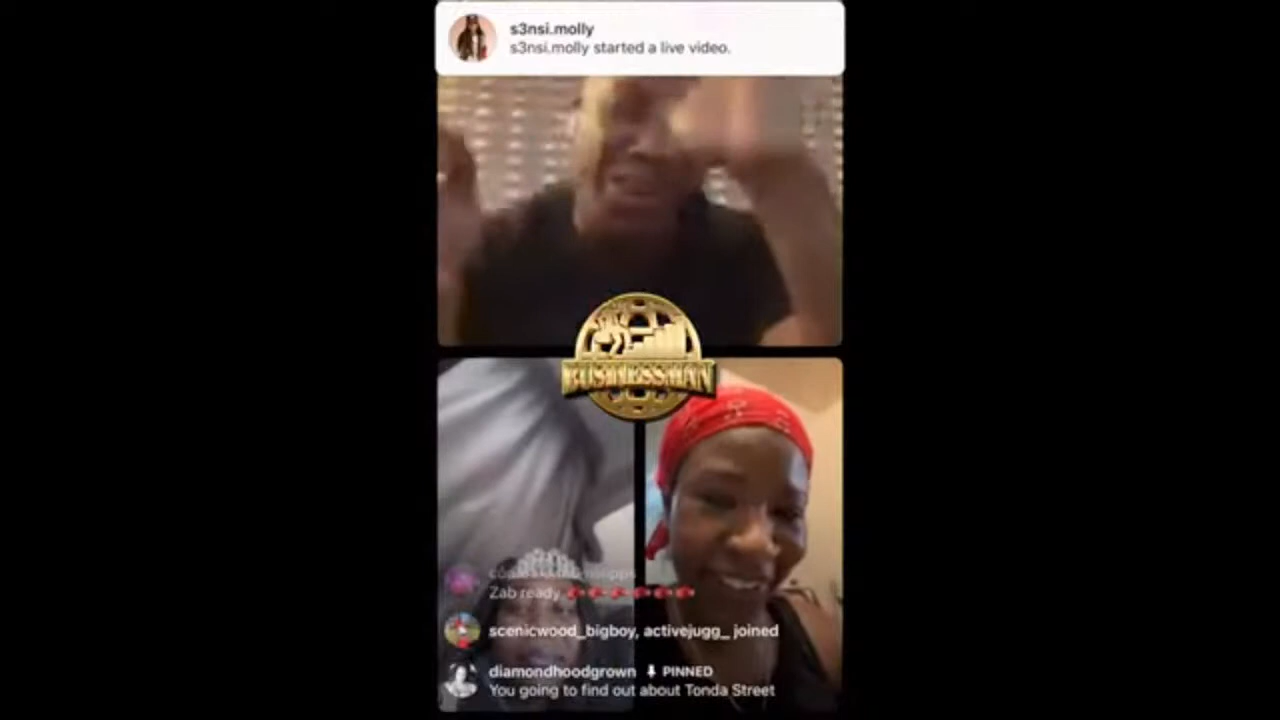 s3nsi.molly
s3nsi.molly started a live video.
BUSINESSMAN
Zab ready
scenicwood_bigboy, activejugg_ joined
diamondhoodgrown PINNED
You going to find out about Tonda Street